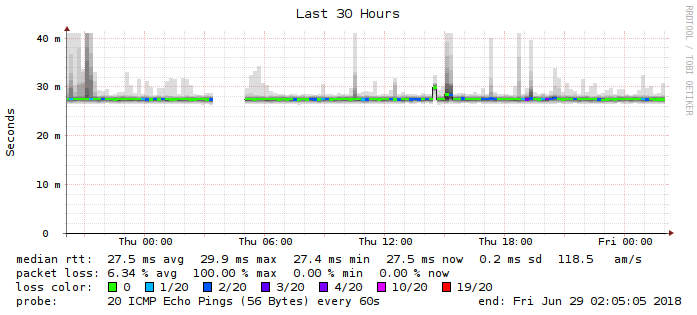 Last 30 Hours
RRDTOOL / TOBI OETIKER
Seconds
40 m
30 m
20 m
10 m
0
Thu 00:00 Thu 06:00 Thu 12:00 Thu 18:00 Fri 00:00
median rtt: 27.5 ms avg 29.9 ms max 27.4 ms min 27.5 ms now 0.2 ms sd 118.5 am/s
packet loss: 6.34 % avg 100.00 % max 0.00 % min 0.00 % now
loss color: 0 1/20 2/20 3/20 4/20 10/20 19/20
probe: 20 ICMP Echo Pings (56 Bytes) every 60s end: Fri Jun 29 02:05:05 2018